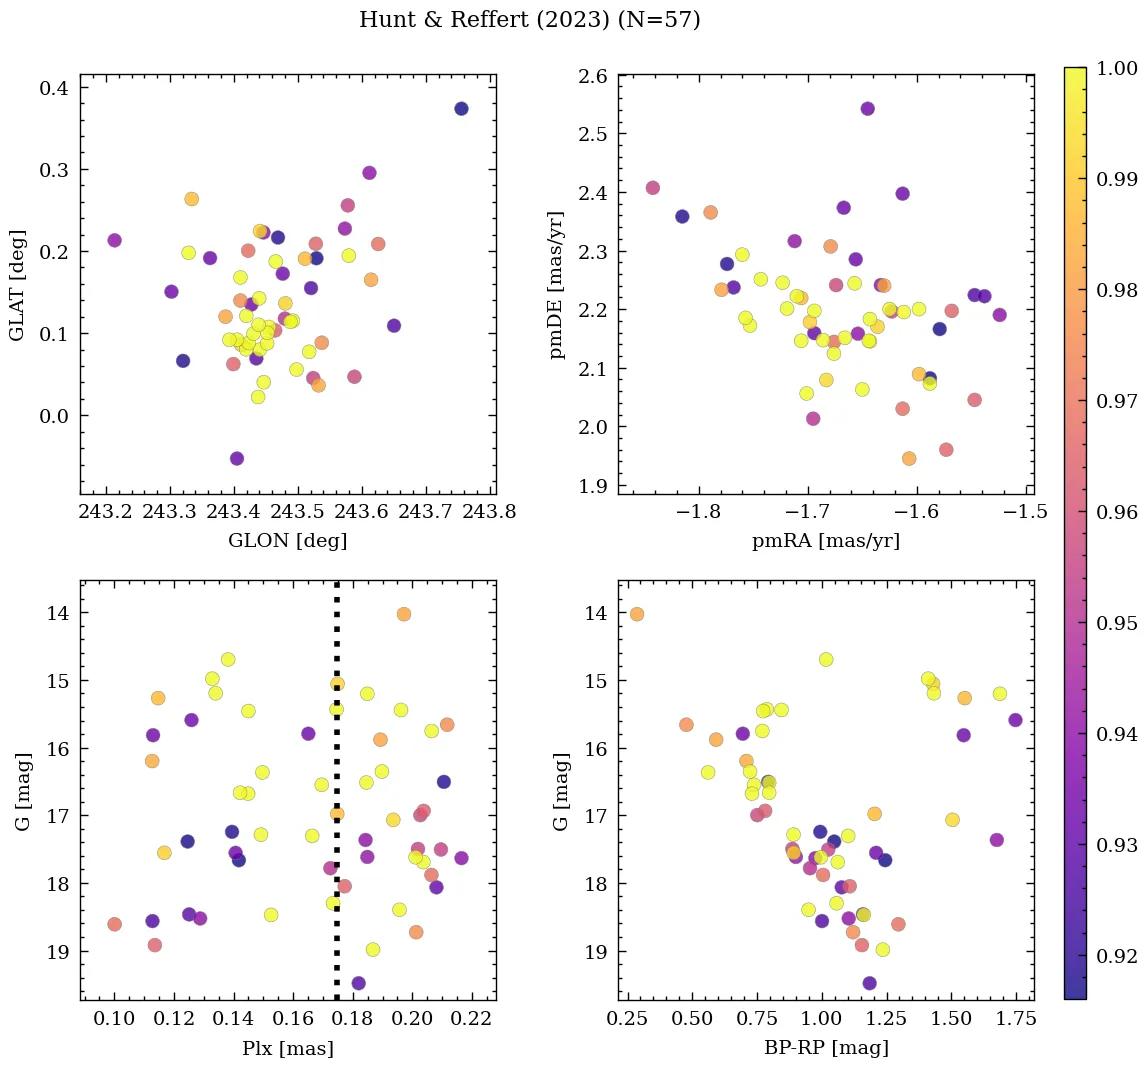 Hunt & Reffert (2023) (N=57)
0.4
0.3
0.2
0.1
0.0
GLAT [deg]
243.2 243.3 243.4 243.5 243.6 243.7 243.8
GLON [deg]
2.6
2.5
2.4
2.3
2.2
2.1
2.0
1.9
pmDE [mas/yr]
−1.8 −1.7 −1.6 −1.5
pmRA [mas/yr]
14
15
16
17
18
19
G [mag]
0.10 0.12 0.14 0.16 0.18 0.20 0.22
Plx [mas]
14
15
16
17
18
19
G [mag]
0.25 0.50 0.75 1.00 1.25 1.50 1.75
BP-RP [mag]
1.00
0.99
0.98
0.97
0.96
0.95
0.94
0.93
0.92